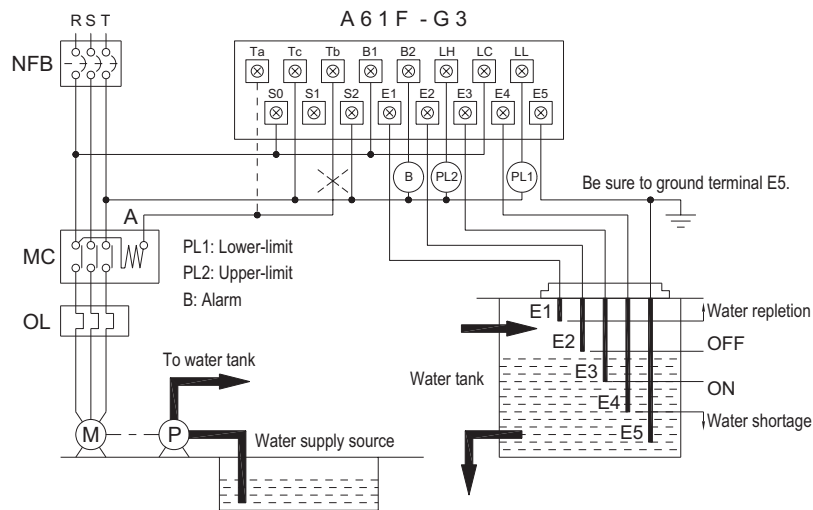 A61F-G3
R S T
NFB
Ta Tc Tb B1 B2 LH LC LL
S0 S1 S2 E1 E2 E3 E4 E5
B PL2 PL1
Be sure to ground terminal E5.
A
MC
PL1: Lower-limit
PL2: Upper-limit
B: Alarm
OL
E1
Water repletion
E2
OFF
To water tank
Water tank
E3
ON
E4
Water shortage
M P
Water supply source
E5